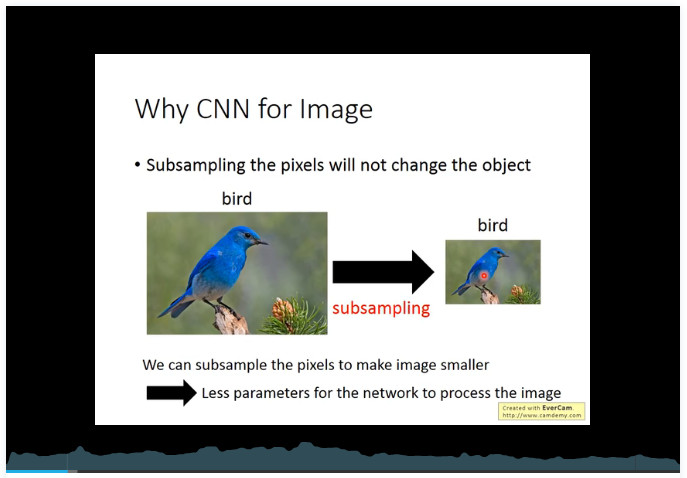 Why CNN for Image
• Subsampling the pixels will not change the object
bird
bird
subsampling
We can subsample the pixels to make image smaller
Less parameters for the network to process the image
Created with EverCam.
http://www.camdemy.com